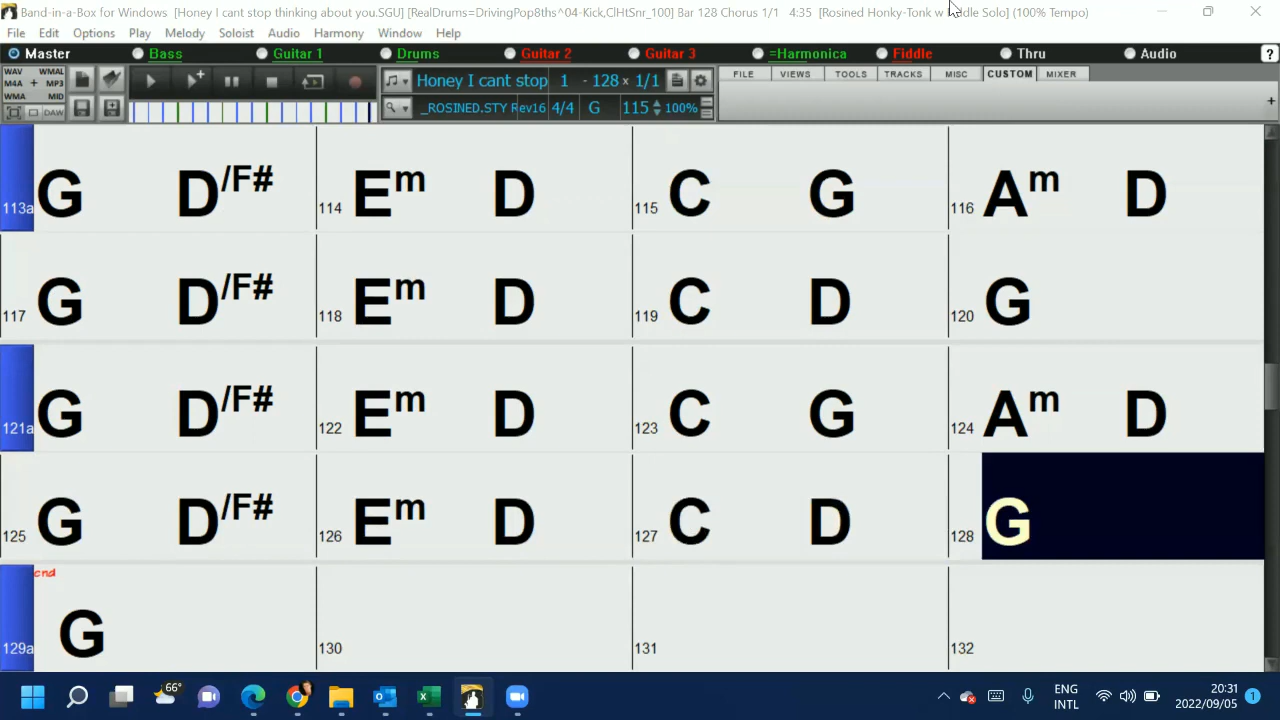 Band-in-a-Box for Windows [Honey I cant stop thinking about you.SGU] [RealDrums=DrivingPop8ths^04-Kick,ClHtSnr_100] Bar 128 Chorus 1/1 4:35 [Rosined Honky-Tonk w Fiddle Solo] (100% Tempo)
File Edit Options Play Melody Soloist Audio Harmony Window Help
Master Bass Guitar 1 Drums Guitar 2 Guitar 3 =Harmonica Fiddle Thru Audio ?
WAV WMAL
M4A + MP3
WMA MID
DAW
Honey I cant stop 1 - 128 x 1/1
_ROSINED.STY Rev16 4/4 G 115 100%
FILE VIEWS TOOLS TRACKS MISC CUSTOM MIXER
+
113a G D/F# 114 Em D 115 C G 116 Am D
117 G D/F# 118 Em D 119 C D 120 G
121a G D/F# 122 Em D 123 C G 124 Am D
125 G D/F# 126 Em D 127 C D 128 G
end
129a G 130 131 132
66°
ENG
INTL
20:31
2022/09/05
1